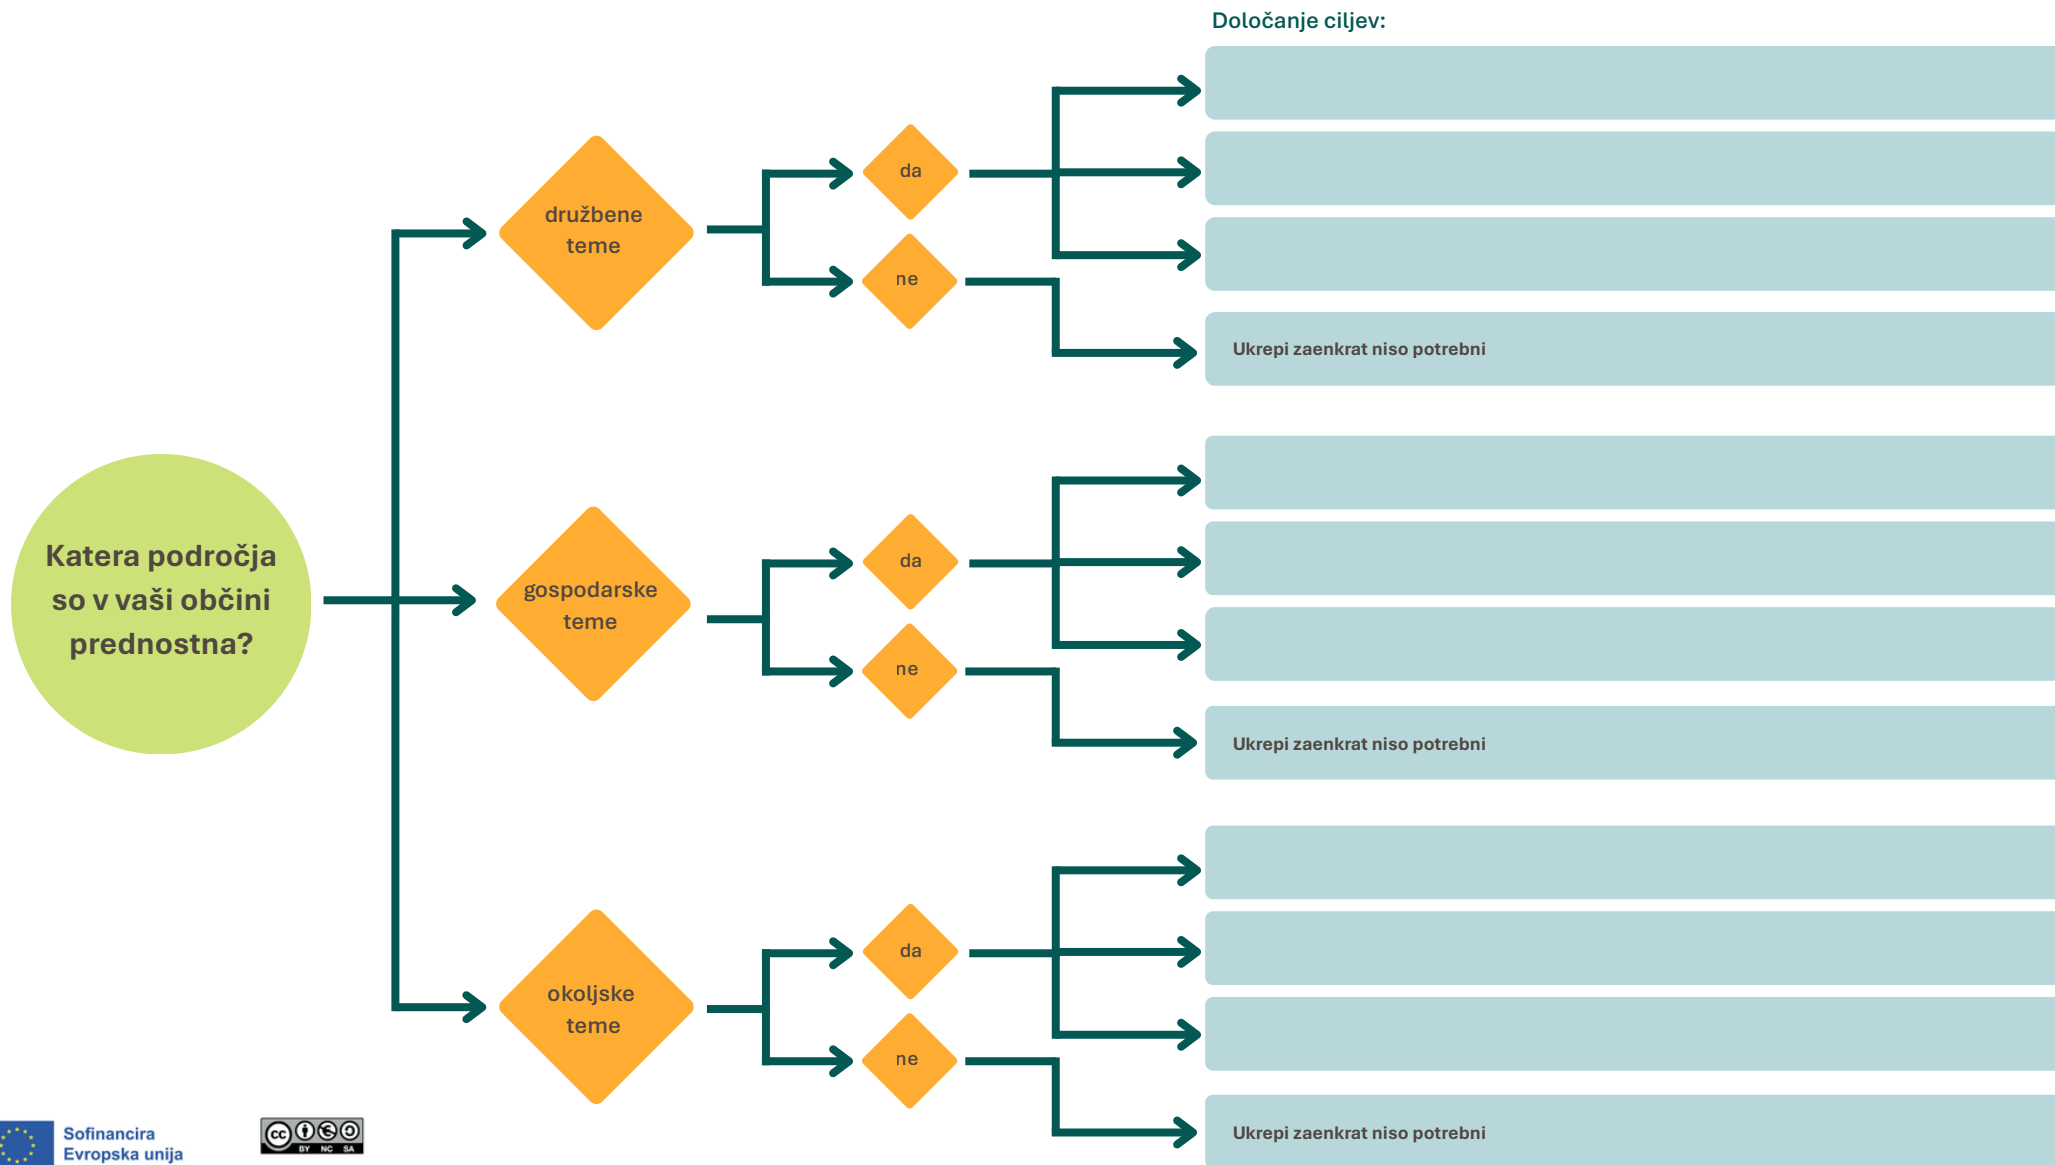 Določanje ciljev:
družbene
teme
da
ne
Ukrepi zaenkrat niso potrebni
Katera področja
so v vaši občini
prednostna?
gospodarske
teme
da
ne
Ukrepi zaenkrat niso potrebni
okoljske
teme
da
ne
Ukrepi zaenkrat niso potrebni
Sofinancira
Evropska unija
cc
BY NC SA